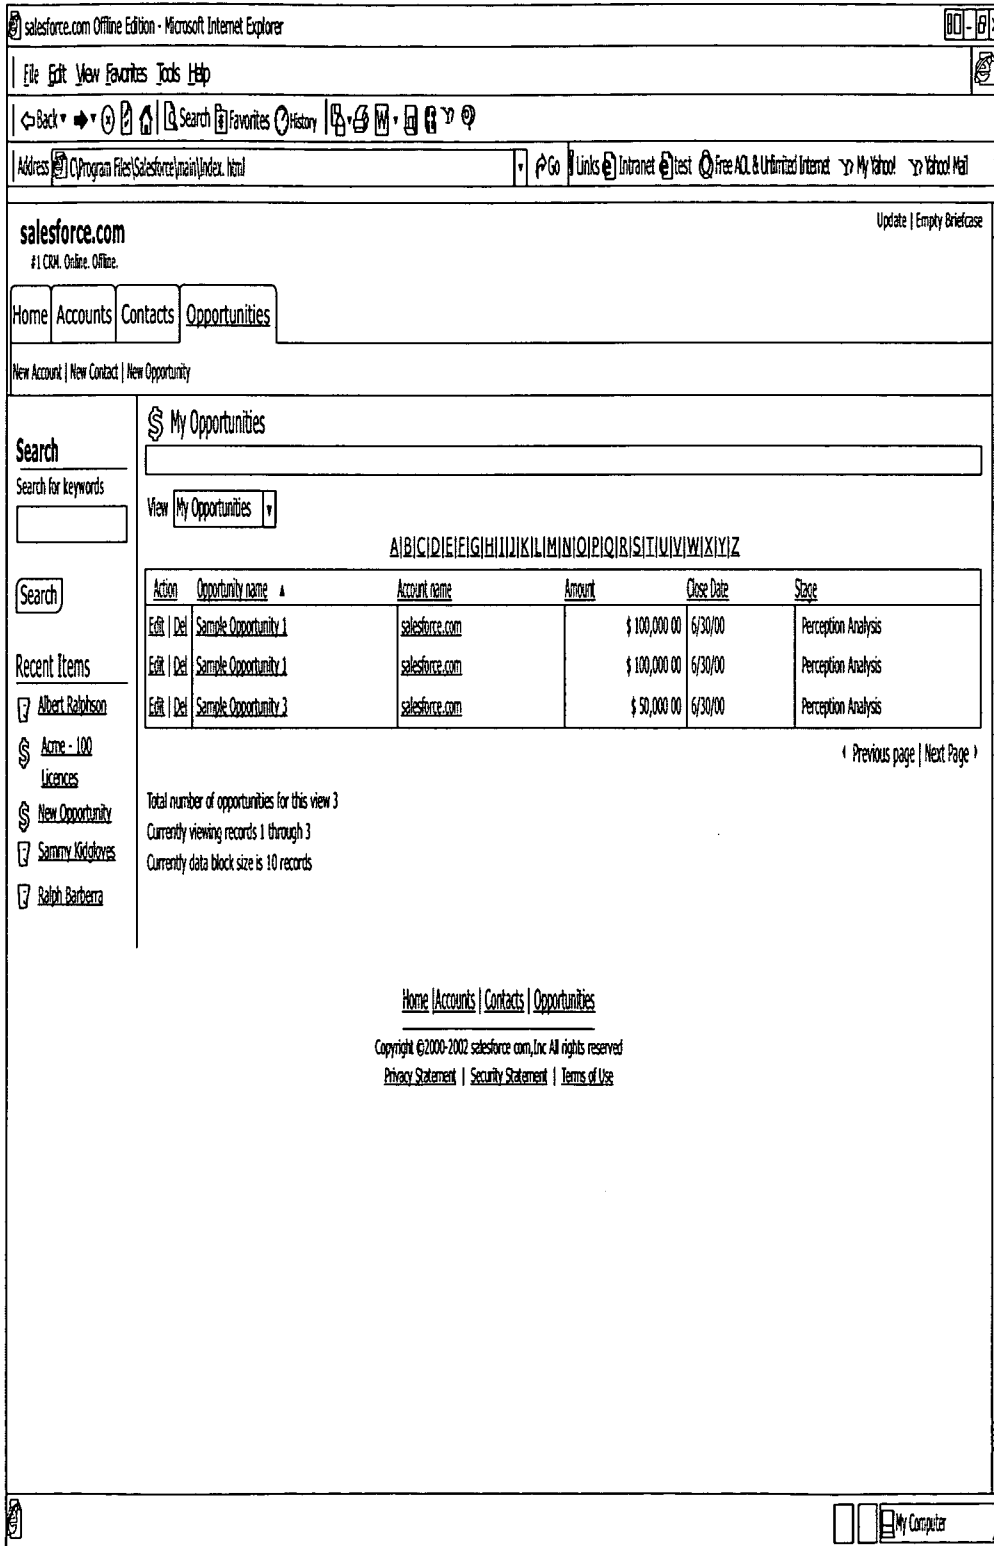 salesforce.com Offline Edition - Microsoft Internet Explorer
File Edit View Favorites Tools Help
Back Search Favorites History W
Address C\Program Files\Salesforce\main\Index. html Go Links Intranet test Free AOL & Unlimited Internet My Yahoo! Yahoo! Mail
salesforce.com
Update | Empty Briefcase
#1 CRM. Online. Offline.
Home Accounts Contacts Opportunities
New Account | New Contact | New Opportunity
Search
Search for keywords
Search
Recent Items
Albert Ralphson
Acme - 100
Licences
New Opportunity
Sammy Kidgloves
Ralph Barberra
$ My Opportunities
View My Opportunities
A|B|C|D|E|F|G|H|I|J|K|L|M|N|O|P|Q|R|S|T|U|V|W|X|Y|Z
Action Opportunity name Account name Amount Close Date Stage
Edit | Del Sample Opportunity 1 salesforce.com $ 100,000 00 6/30/00 Perception Analysis
Edit | Del Sample Opportunity 1 salesforce.com $ 100,000 00 6/30/00 Perception Analysis
Edit | Del Sample Opportunity 3 salesforce.com $ 50,000 00 6/30/00 Perception Analysis
Previous page | Next Page
Total number of opportunities for this view 3
Currently viewing records 1 through 3
Currently data block size is 10 records
Home |Accounts | Contacts | Opportunities
Copyright ©2000-2002 salesforce com,Inc All rights reserved
Privacy Statement | Security Statement | Terms of Use
My Computer